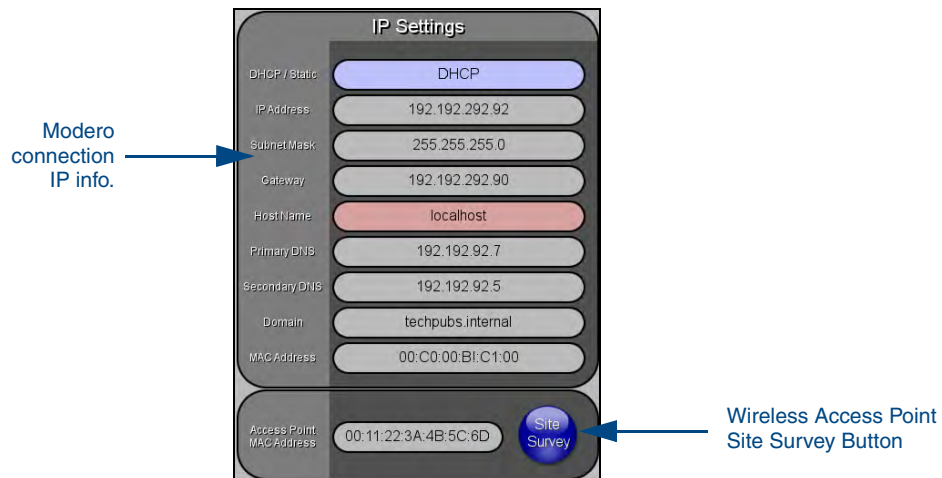 IP Settings
DHCP / Static
DHCP
IP Address
192.192.292.92
Subnet Mask
255.255.255.0
Gateway
192.192.292.90
Host Name
localhost
Primary DNS
192.192.92.7
Secondary DNS
192.192.92.5
Domain
techpubs.internal
MAC Address
00:C0:00:BI:C1:00
Modero
connection
IP info.
Access Point
MAC Address
00:11:22:3A:4B:5C:6D
Site
Survey
Wireless Access Point
Site Survey Button